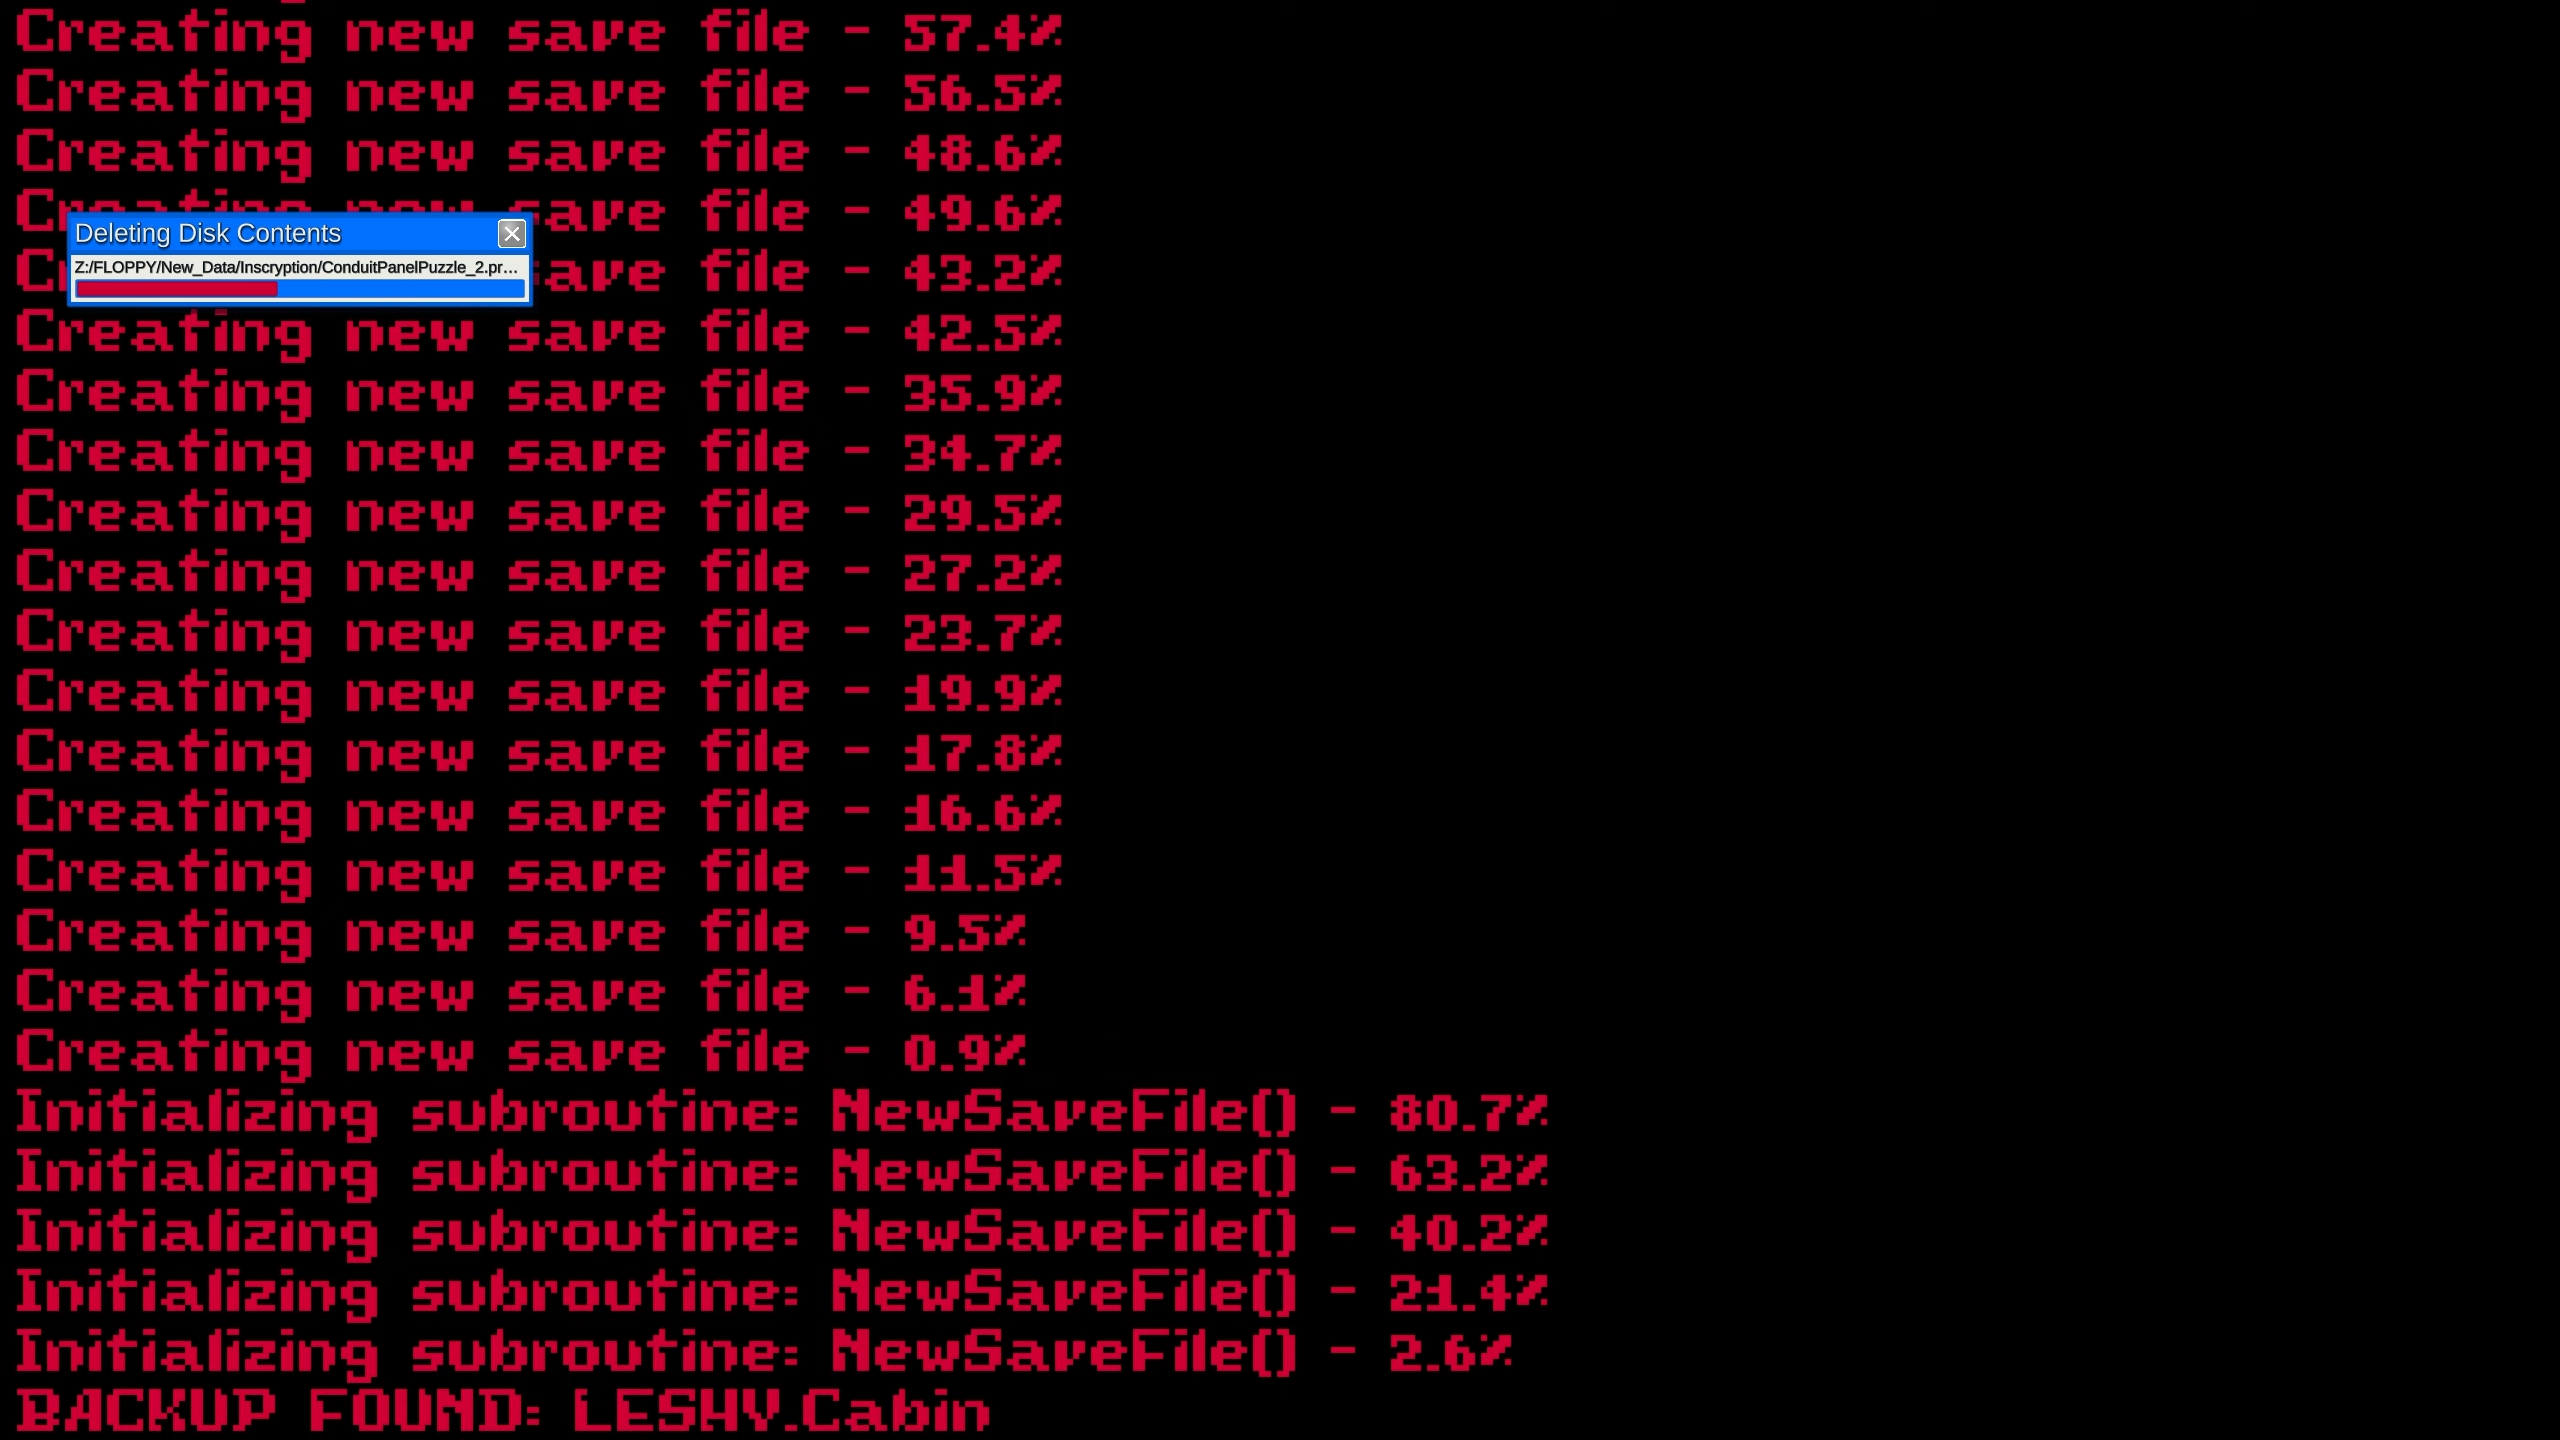 Creating new save file - 57.4%
Creating new save file - 56.5%
Creating new save file - 48.6%
save file - 49.6%
Deleting Disk Contents
Z:/FLOPPY/New_Data/Inscryption/ConduitPanelPuzzle_2.pr...
save file - 43.2%
Creating new save file - 42.5%
Creating new save file - 35.9%
Creating new save file - 34.7%
Creating new save file - 29.5%
Creating new save file - 27.2%
Creating new save file - 23.7%
Creating new save file - 19.9%
Creating new save file - 17.8%
Creating new save file - 16.6%
Creating new save file - 11.5%
Creating new save file - 9.5%
Creating new save file - 6.1%
Creating new save file - 0.9%
Initializing subroutine: NewSaveFile() - 80.7%
Initializing subroutine: NewSaveFile() - 63.2%
Initializing subroutine: NewSaveFile() - 40.2%
Initializing subroutine: NewSaveFile() - 21.4%
Initializing subroutine: NewSaveFile() - 2.6%
BACKUP FOUND: LESHY.Cabin